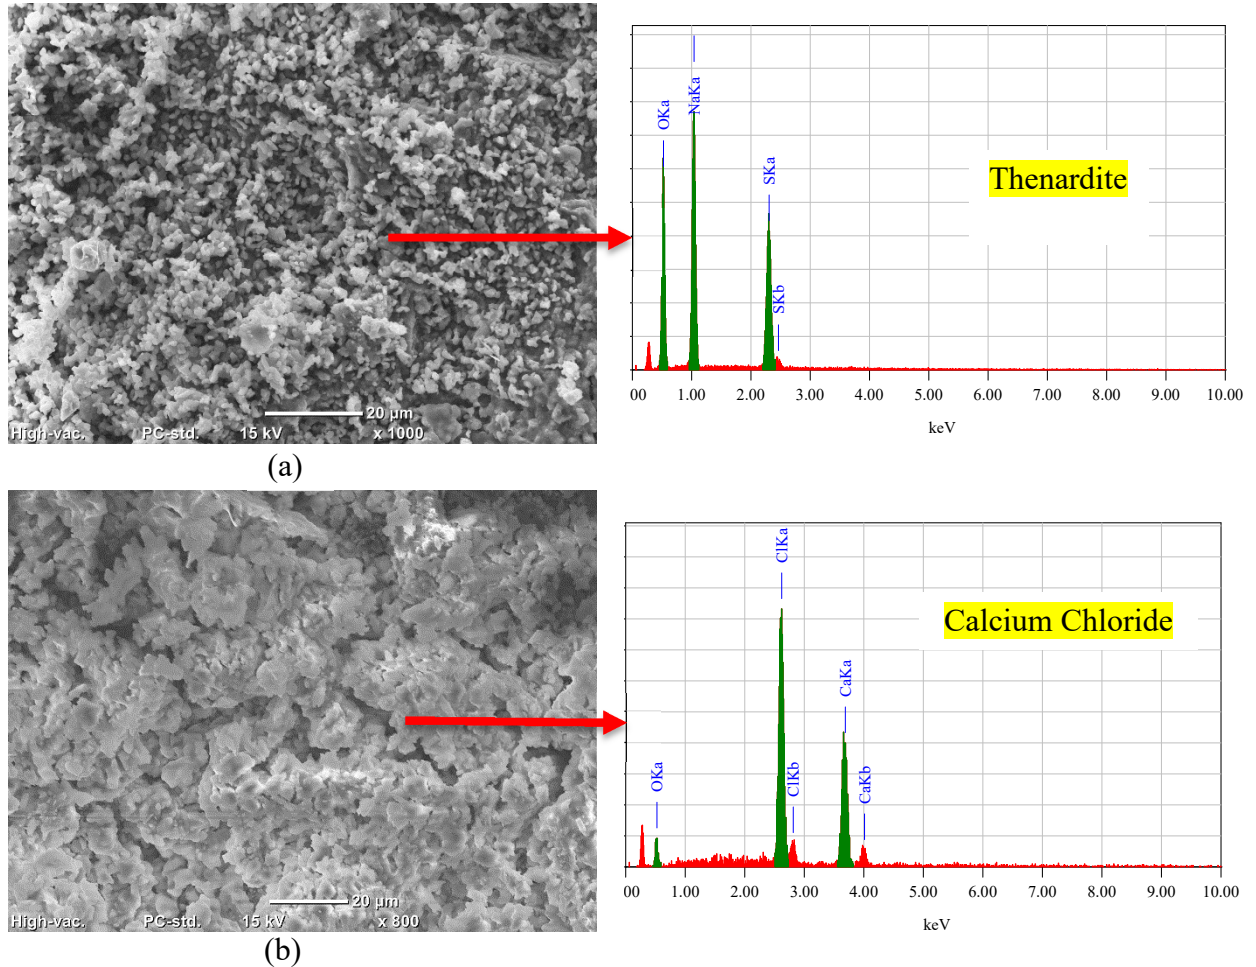 OKa
NaKa
SKa
SKb
Thenardite
20 µm
High-vac. PC-std. 15 kV x 1000
00 1.00 2.00 3.00 4.00 5.00 6.00 7.00 8.00 9.00 10.00
keV
(a)
OKa
ClKa
ClKb
CaKa
CaKb
Calcium Chloride
20 µm
High-vac. PC-std. 15 kV x 800
00 1.00 2.00 3.00 4.00 5.00 6.00 7.00 8.00 9.00 10.00
keV
(b)